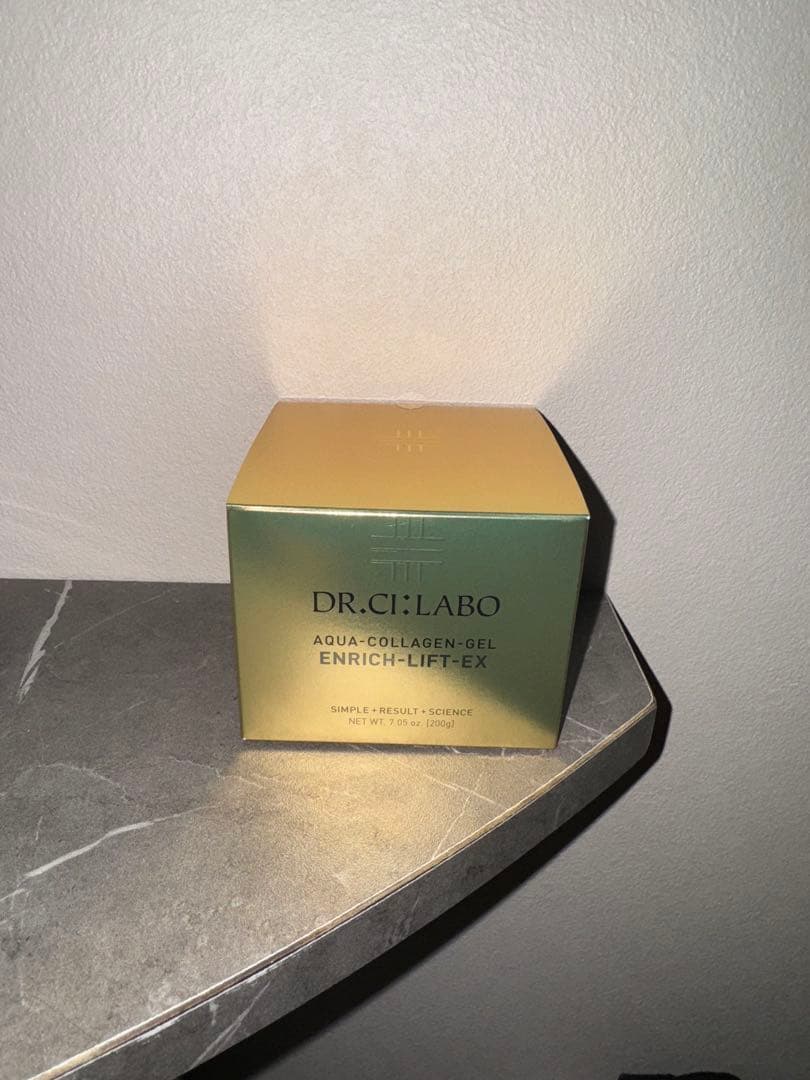 DR.CI:LABO
AQUA-COLLAGEN-GEL
ENRICH-LIFT-EX
SIMPLE + RESULT + SCIENCE
NET WT. 7.05 oz. [200g]